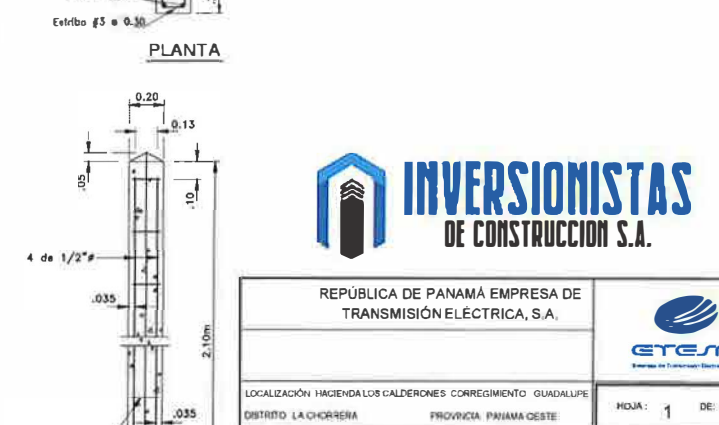 Estribo #3 @ 0.30
PLANTA
0.20
0.13
.05
.10
4 de 1/2"ø
.035
2.10m
.035
INVERSIONISTAS
DE CONSTRUCCION S.A.
REPÚBLICA DE PANAMÁ EMPRESA DE
TRANSMISIÓN ELÉCTRICA, S.A.
LOCALIZACIÓN HACIENDA LOS CALDERONES CORREGIMIENTO GUADALUPE
DISTRITO LA CHORRERA PROVINCIA PANAMA OESTE
HOJA: 1 DE: